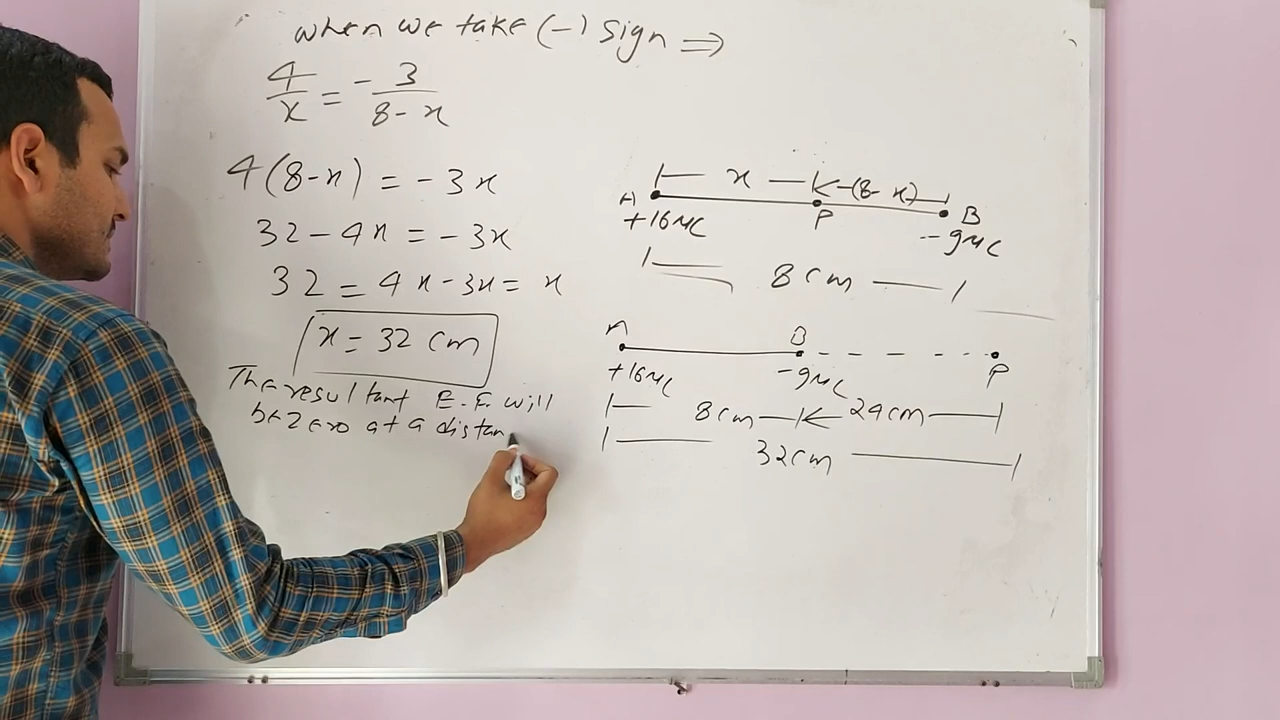 when we take (-) sign ⇒
4/x = - 3/8-x
4(8-x) = -3x
32-4x = -3x
32 = 4x-3x = x
x = 32 cm
The resultant E.F. will
be zero at a distan
x (8-x)
A P B
+16μC -9μC
8cm
A B P
+16μC -9μC
8cm 24cm
32cm